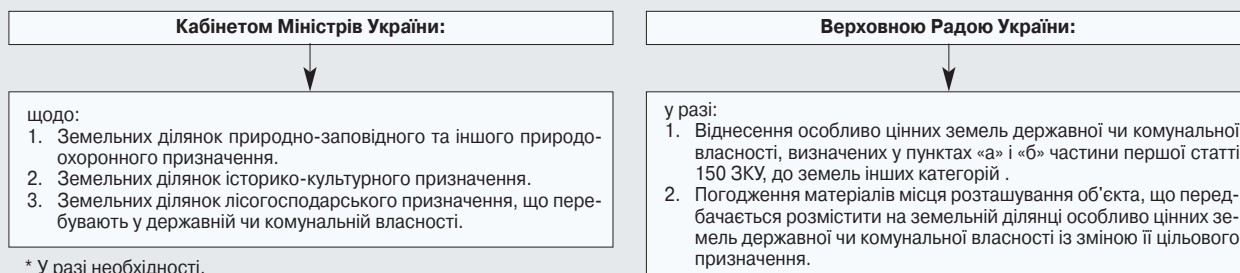 Кабінетом Міністрів України:
щодо:
1. Земельних ділянок природно-заповідного та іншого природо-
охоронного призначення.
2. Земельних ділянок історико-культурного призначення.
3. Земельних ділянок лісогосподарського призначення, що пере-
бувають у державній чи комунальній власності.
* У разі необхідності.
Верховною Радою України:
у разі:
1. Віднесення особливо цінних земель державної чи комунальної
власності, визначених у пунктах «а» і «б» частини першої статті
150 ЗКУ, до земель інших категорій .
2. Погодження матеріалів місця розташування об'єкта, що перед-
бачається розмістити на земельній ділянці особливо цінних зе-
мель державної чи комунальної власності із зміною її цільового
призначення.